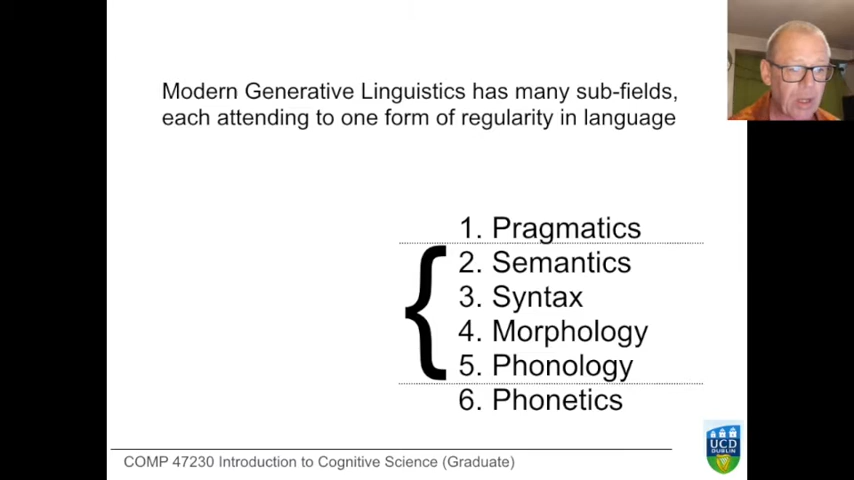 Modern Generative Linguistics has many sub-fields,
each attending to one form of regularity in language
1. Pragmatics
{
2. Semantics
3. Syntax
4. Morphology
5. Phonology
6. Phonetics
COMP 47230 Introduction to Cognitive Science (Graduate)
UCD
DUBLIN